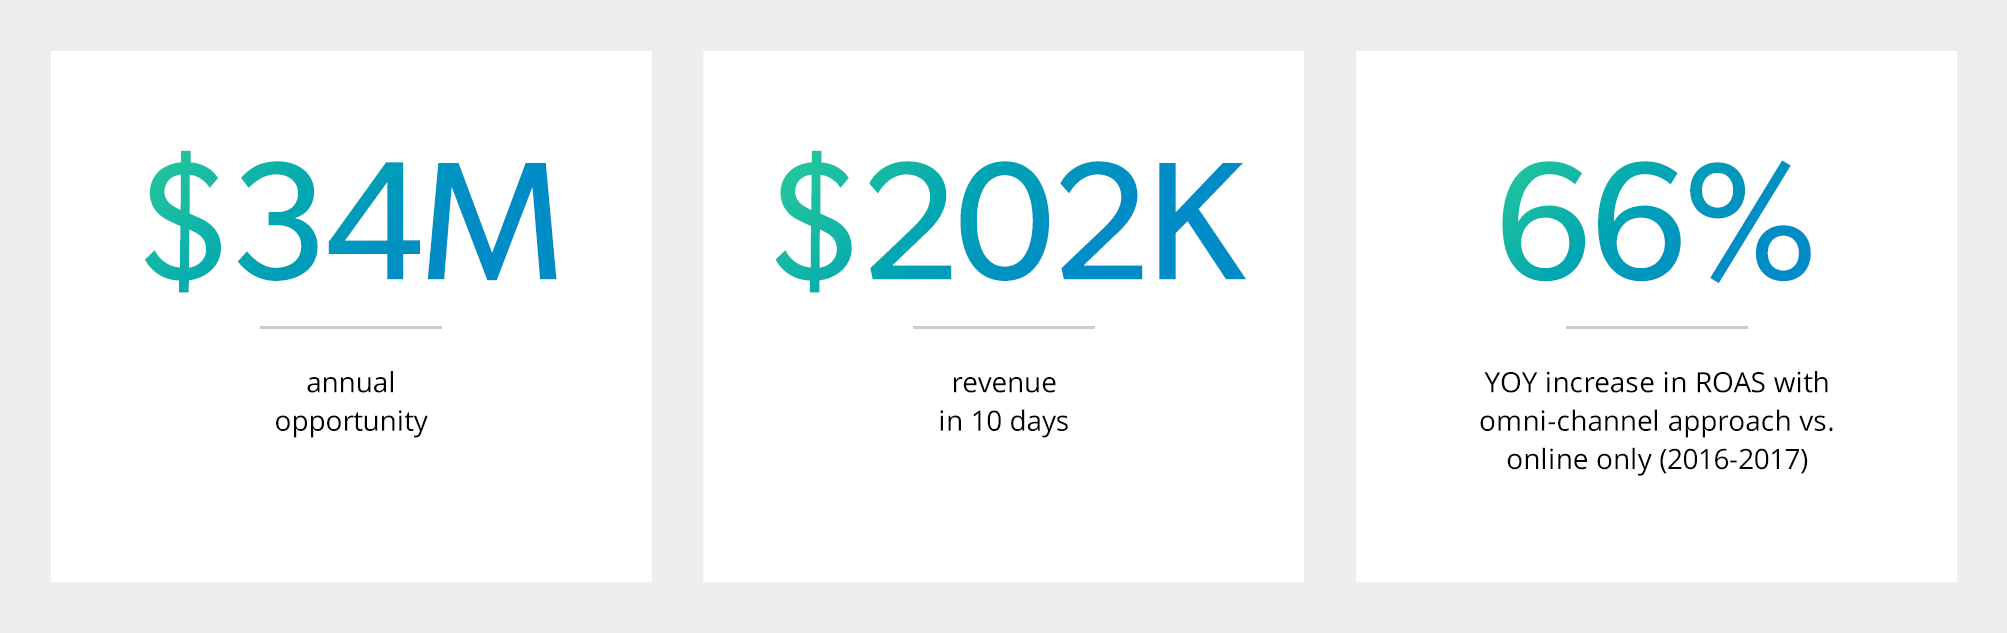 $34M
annual
opportunity
$202K
revenue
in 10 days
66%
YOY increase in ROAS with
omni-channel approach vs.
online only (2016-2017)